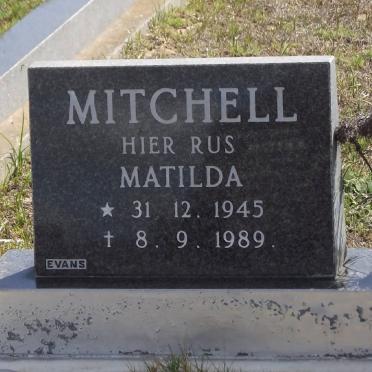 MITCHELL
HIER RUS
MATILDA
★ 31. 12. 1945
† 8. 9. 1989.
EVANS